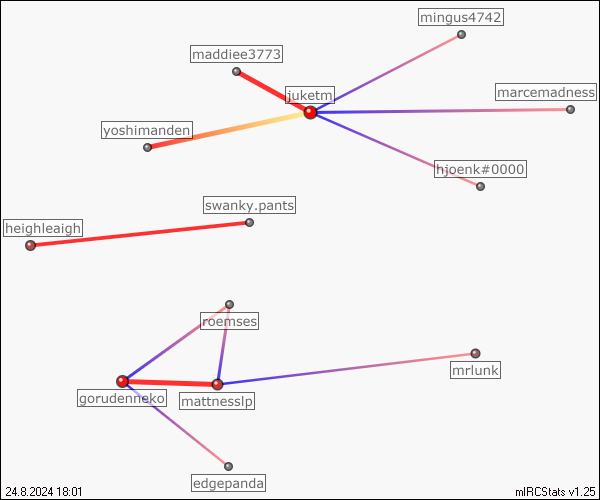 mingus4742
maddiee3773
juketm
marcemadness
yoshimanden
hjoenk#0000
swanky.pants
heighleaigh
roemses
mrlunk
gorudenneko
mattnesslp
edgepanda
24.8.2024 18:01
mIRCStats v1.25